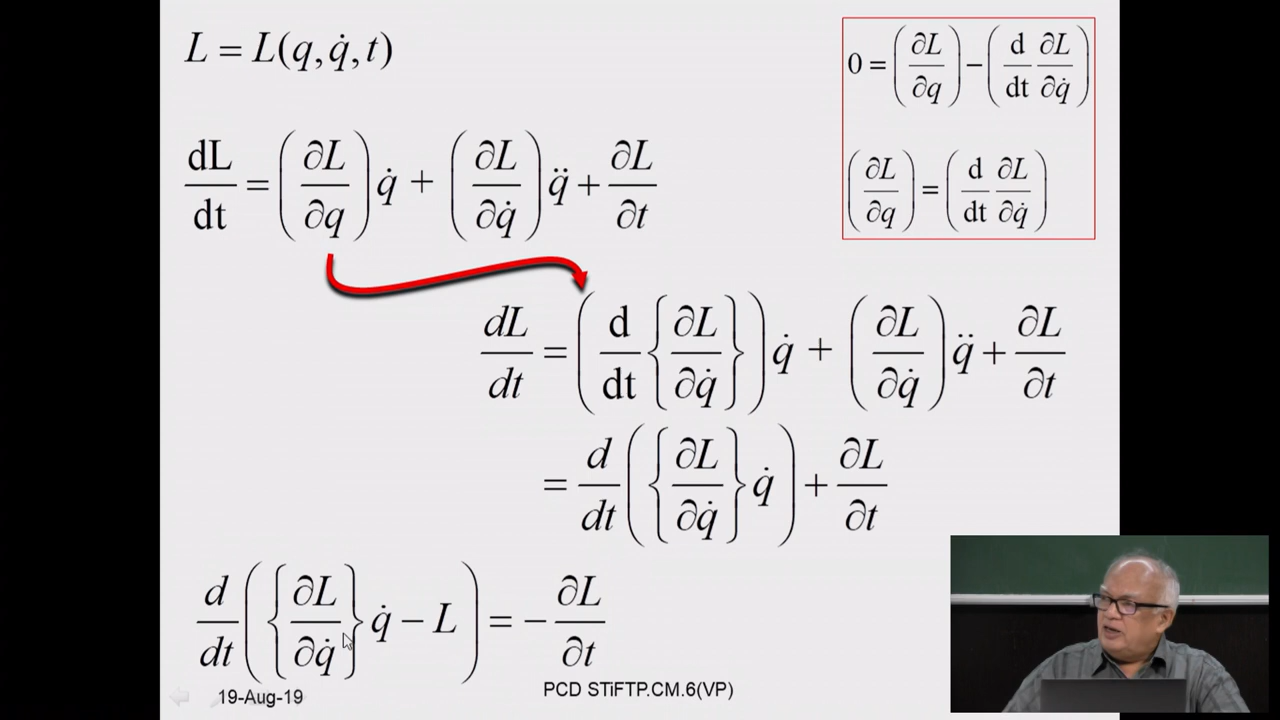 L = L(q, q̇, t)
0 = (∂L/∂q) − (d/dt ∂L/∂q̇)
(∂L/∂q) = (d/dt ∂L/∂q̇)
dL/dt = (∂L/∂q) q̇ + (∂L/∂q̇) q̈ + ∂L/∂t
dL/dt = (d/dt {∂L/∂q̇}) q̇ + (∂L/∂q̇) q̈ + ∂L/∂t
= d/dt ({∂L/∂q̇} q̇) + ∂L/∂t
d/dt ({∂L/∂q̇} q̇ − L) = − ∂L/∂t
19-Aug-19
PCD STiFTP.CM.6(VP)